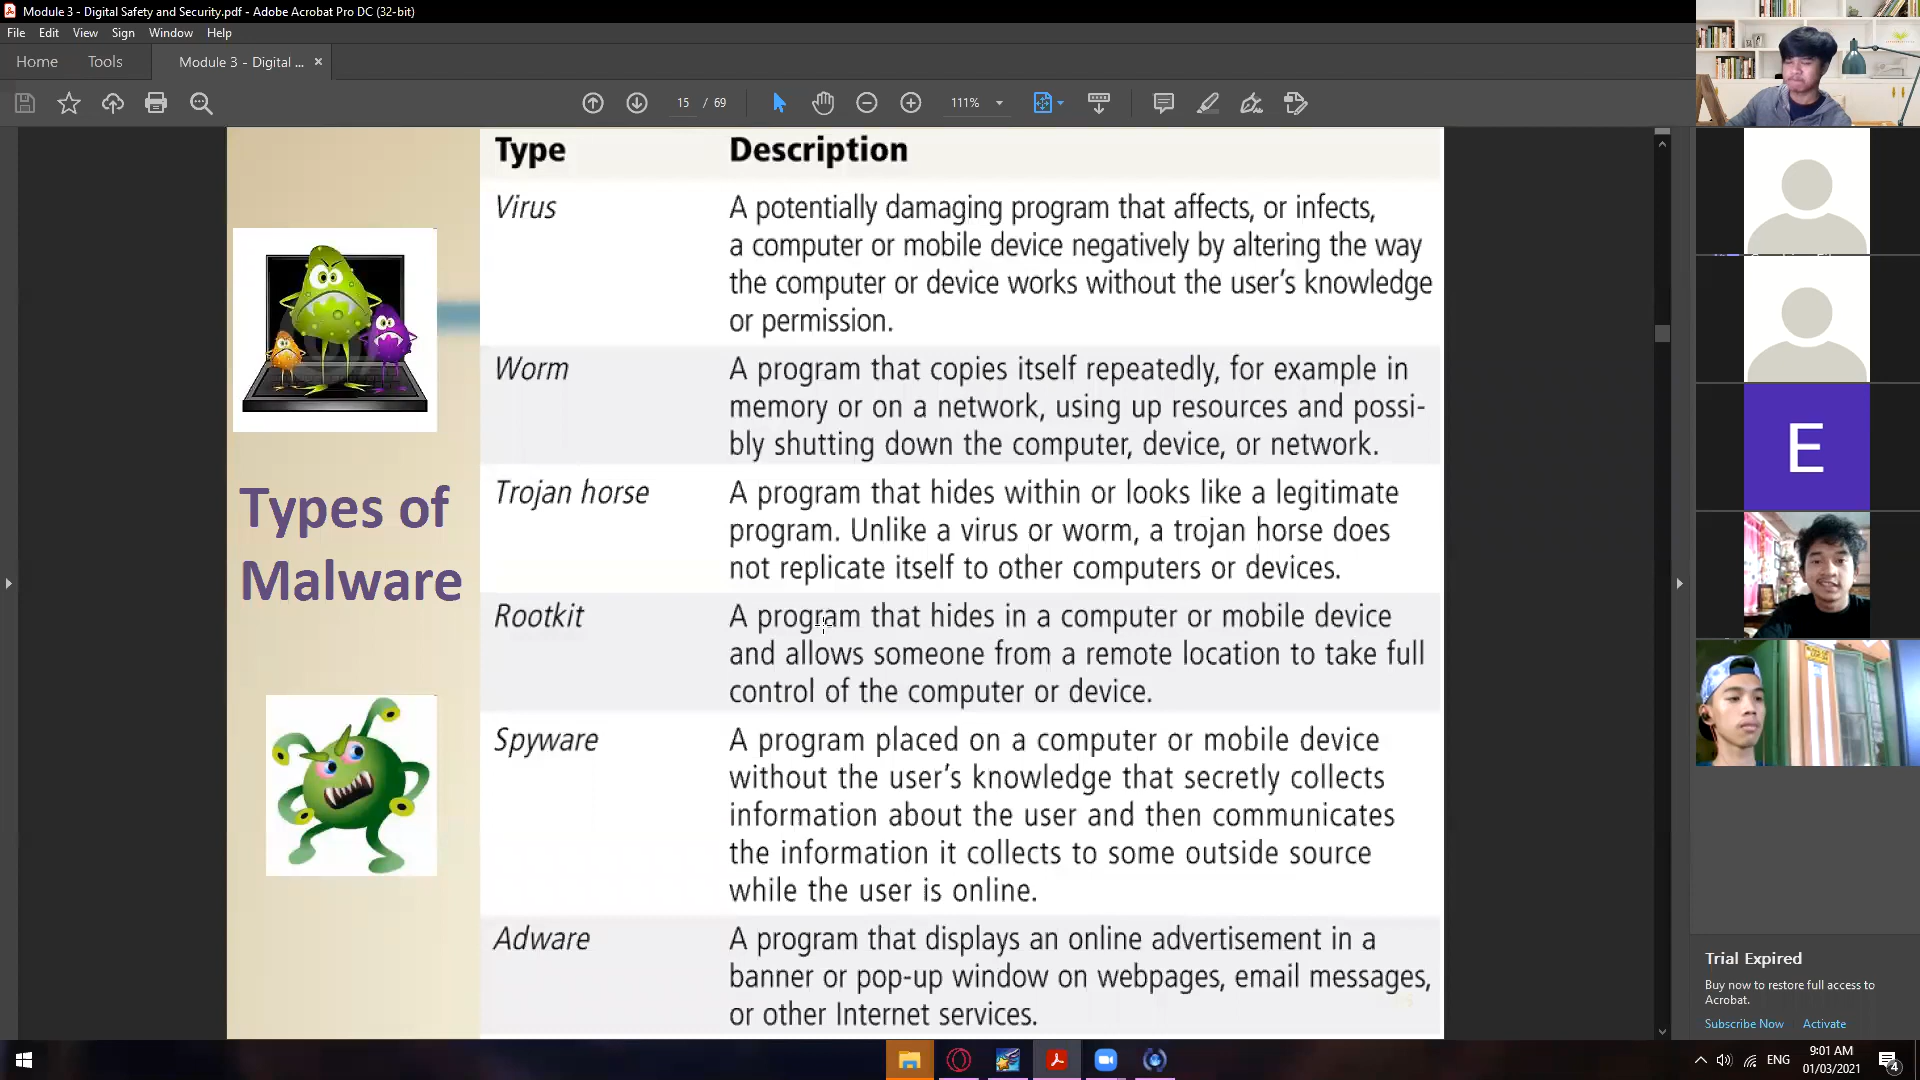 Module 3 - Digital Safety and Security.pdf - Adobe Acrobat Pro DC (32-bit)
File Edit View Sign Window Help
Home Tools Module 3 - Digital ... ×
15 / 69 111%
Type Description
Virus A potentially damaging program that affects, or infects,
a computer or mobile device negatively by altering the way
the computer or device works without the user's knowledge
or permission.
Worm A program that copies itself repeatedly, for example in
memory or on a network, using up resources and possi-
bly shutting down the computer, device, or network.
Trojan horse A program that hides within or looks like a legitimate
program. Unlike a virus or worm, a trojan horse does
not replicate itself to other computers or devices.
Types of
Malware
Rootkit A program that hides in a computer or mobile device
and allows someone from a remote location to take full
control of the computer or device.
Spyware A program placed on a computer or mobile device
without the user's knowledge that secretly collects
information about the user and then communicates
the information it collects to some outside source
while the user is online.
Adware A program that displays an online advertisement in a
banner or pop-up window on webpages, email messages,
or other Internet services.
E
Trial Expired
Buy now to restore full access to
Acrobat.
Subscribe Now Activate
ENG
9:01 AM
01/03/2021
4